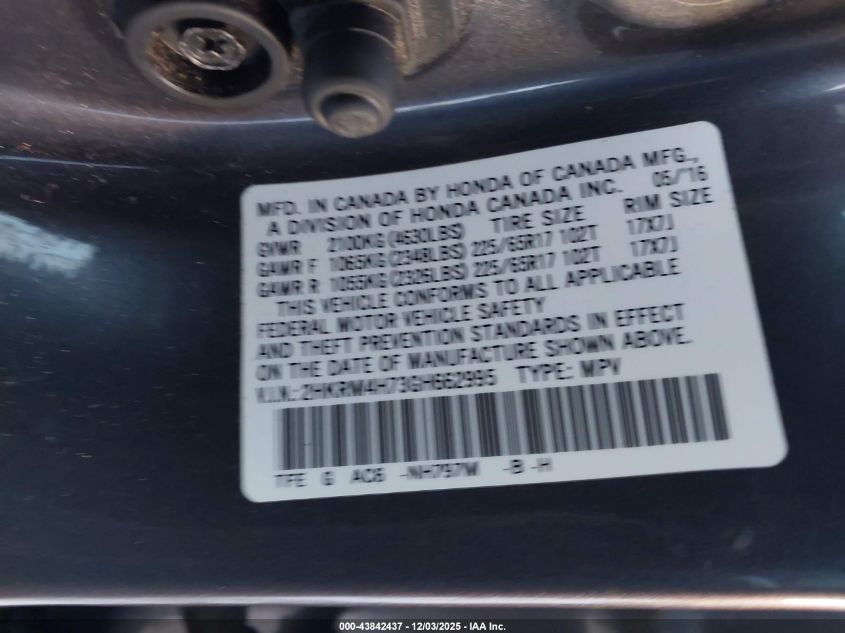 MFD. IN CANADA BY HONDA OF CANADA MFG.,
A DIVISION OF HONDA CANADA INC. 05/'16
GVWR 2100KG (4630LBS) TIRE SIZE RIM SIZE
GAWR F 1065KG (2348LBS) 225/65R17 102T 17X7J
GAWR R 1055KG (2326LBS) 225/65R17 102T 17X7J
THIS VEHICLE CONFORMS TO ALL APPLICABLE
FEDERAL MOTOR VEHICLE SAFETY
AND THEFT PREVENTION STANDARDS IN EFFECT
ON THE DATE OF MANUFACTURE SHOWN ABOVE.
V.I.N.: 2HKRM4H73GH662995 TYPE: MPV
TFE G AC6 -NH797M -B -H
000-43842437 - 12/03/2025 - IAA Inc.